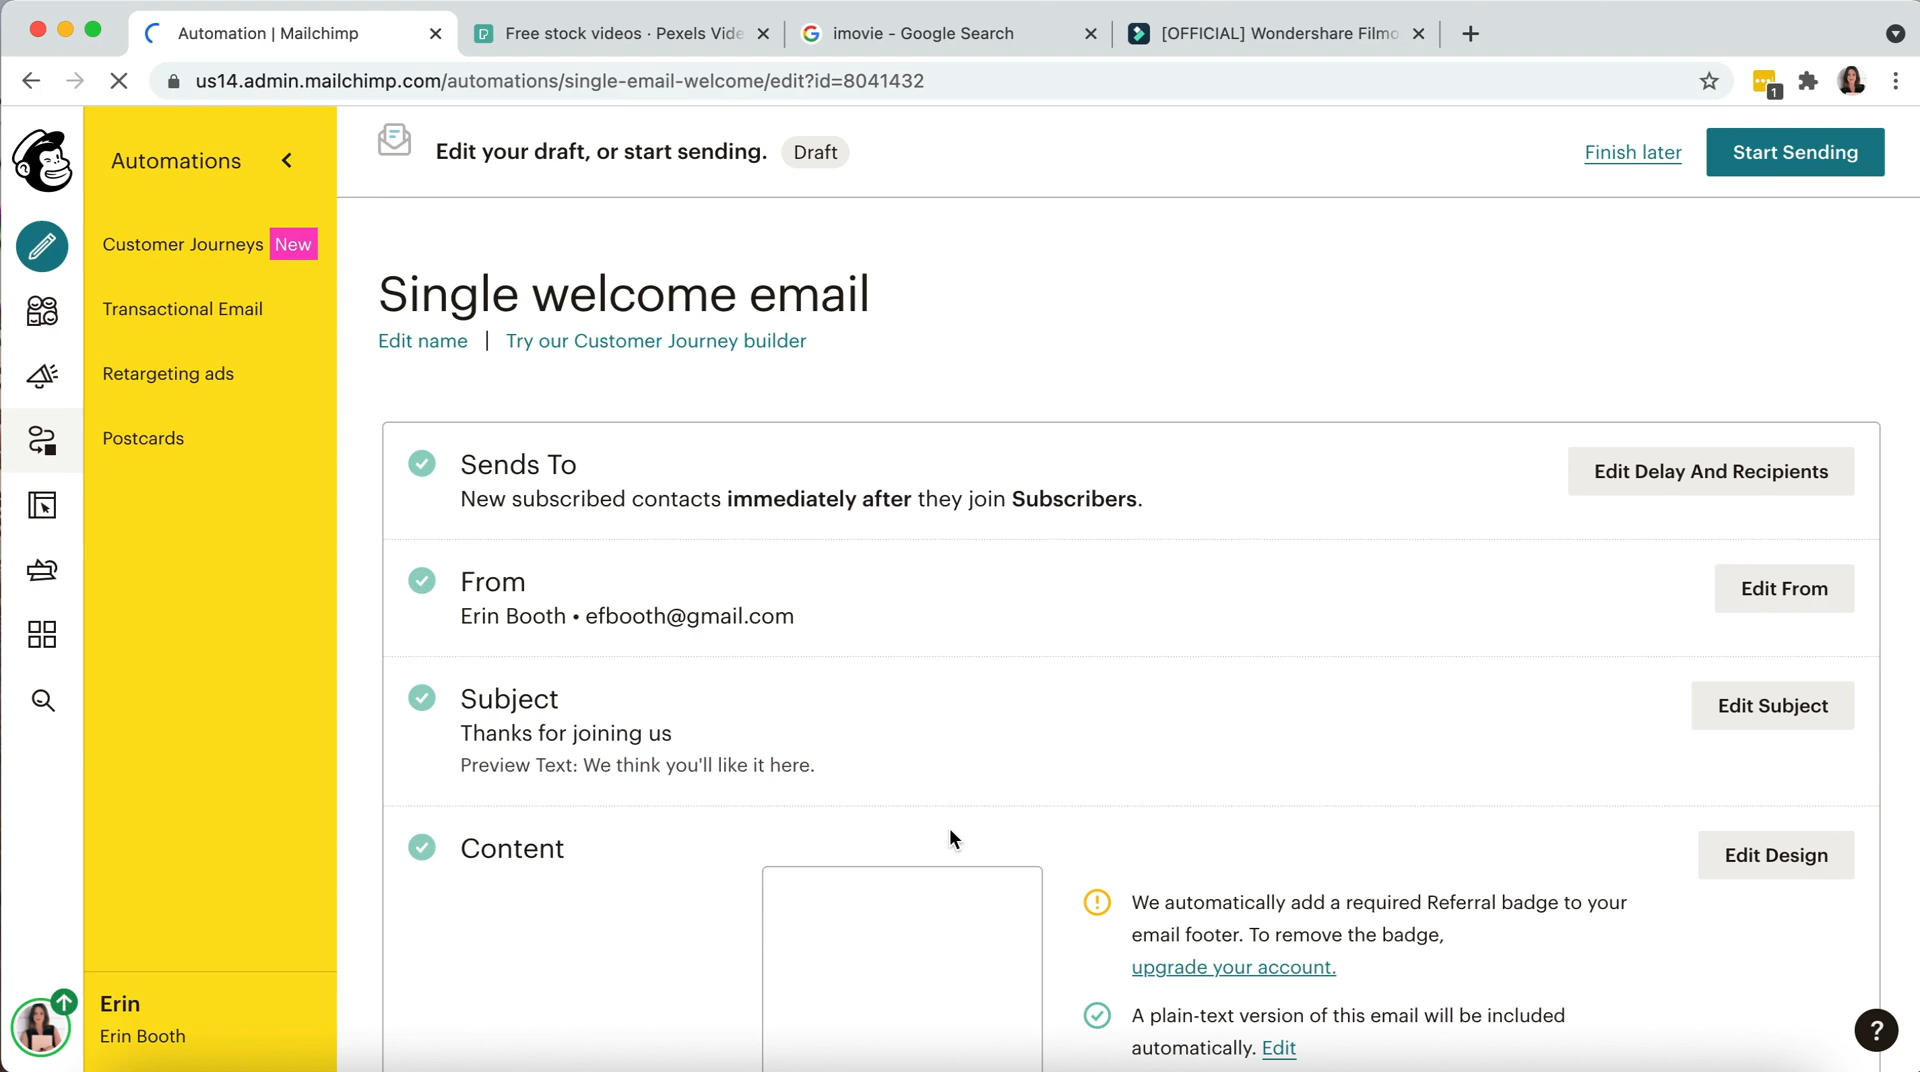 Automation | Mailchimp
Free stock videos · Pexels Vide
imovie - Google Search
[OFFICIAL] Wondershare Filmo
us14.admin.mailchimp.com/automations/single-email-welcome/edit?id=8041432
1
Automations
Edit your draft, or start sending.
Draft
Finish later
Start Sending
Customer Journeys New
Transactional Email
Retargeting ads
Postcards
Single welcome email
Edit name | Try our Customer Journey builder
Sends To
New subscribed contacts immediately after they join Subscribers.
Edit Delay And Recipients
From
Erin Booth • efbooth@gmail.com
Edit From
Subject
Thanks for joining us
Preview Text: We think you'll like it here.
Edit Subject
Content
Edit Design
We automatically add a required Referral badge to your
email footer. To remove the badge,
upgrade your account.
A plain-text version of this email will be included
automatically. Edit
Erin
Erin Booth
?